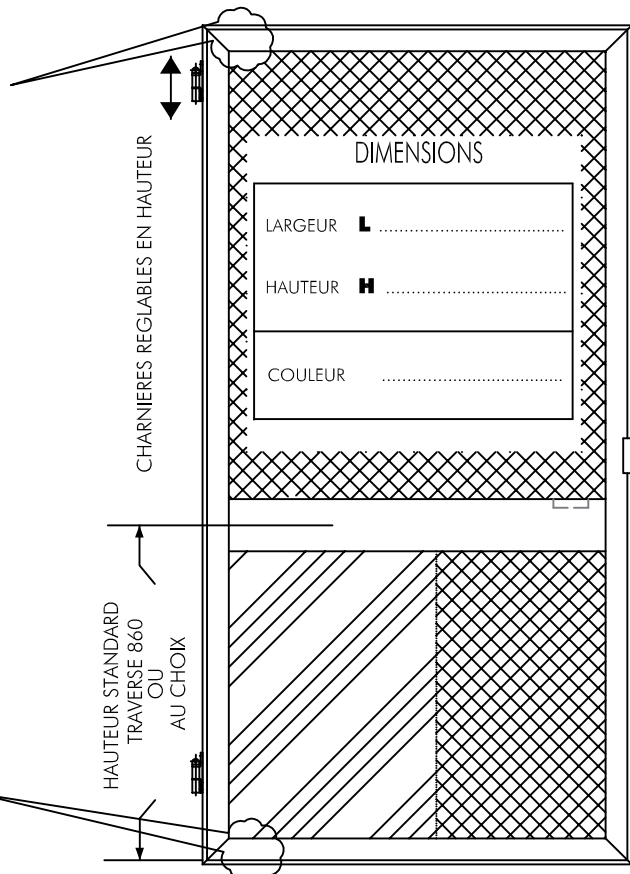 DIMENSIONS
LARGEUR L ........................................
HAUTEUR H ........................................
COULEUR ........................................
CHARNIERES REGLABLES EN HAUTEUR
HAUTEUR STANDARD
TRAVERSE 860
OU
AU CHOIX